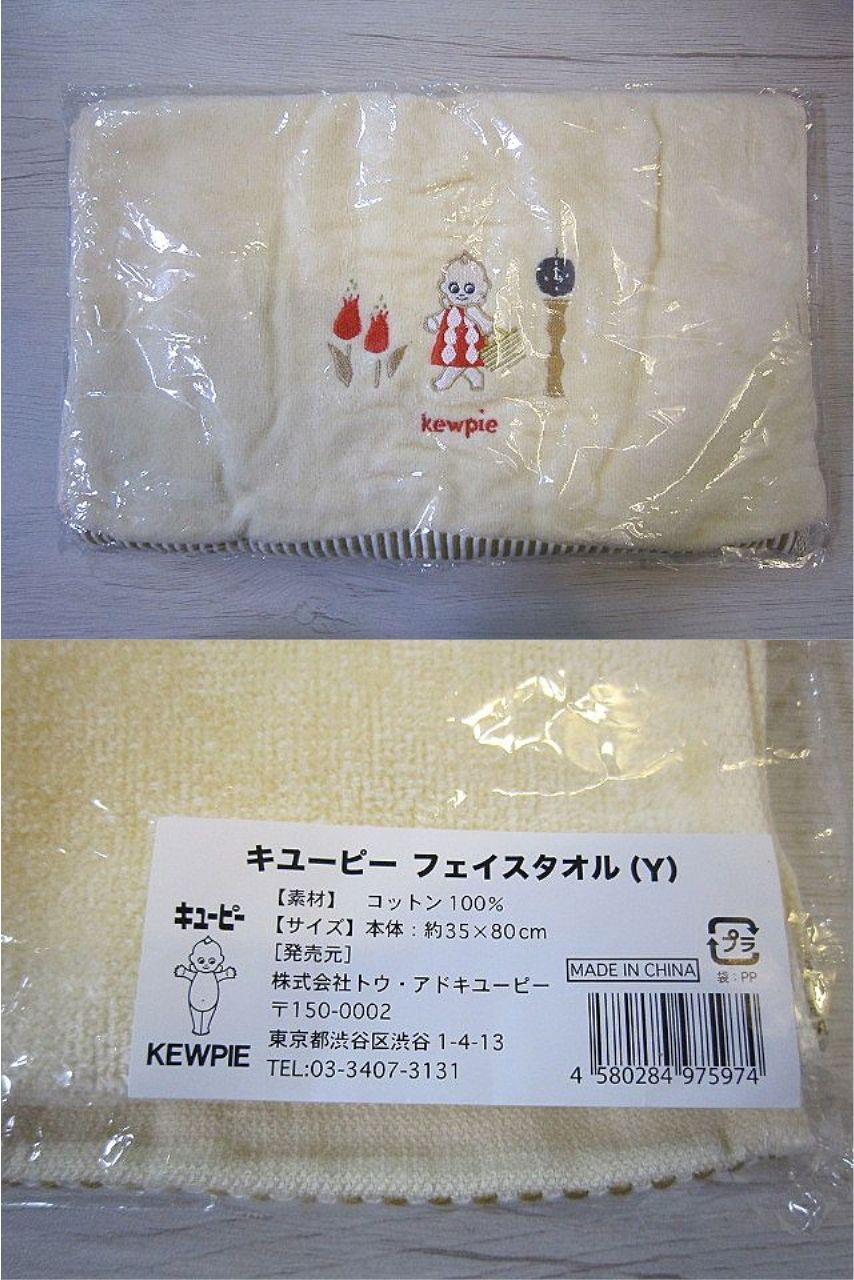 kewpie
キユーピー フェイスタオル(Y)
キューピー
KEWPIE
【素材】 コットン100%
【サイズ】本体:約35×80cm
[発売元]
株式会社トウ・アドキユーピー
〒150-0002
東京都渋谷区渋谷1-4-13
TEL:03-3407-3131
プラ
袋:PP
MADE IN CHINA
4 580284 975974